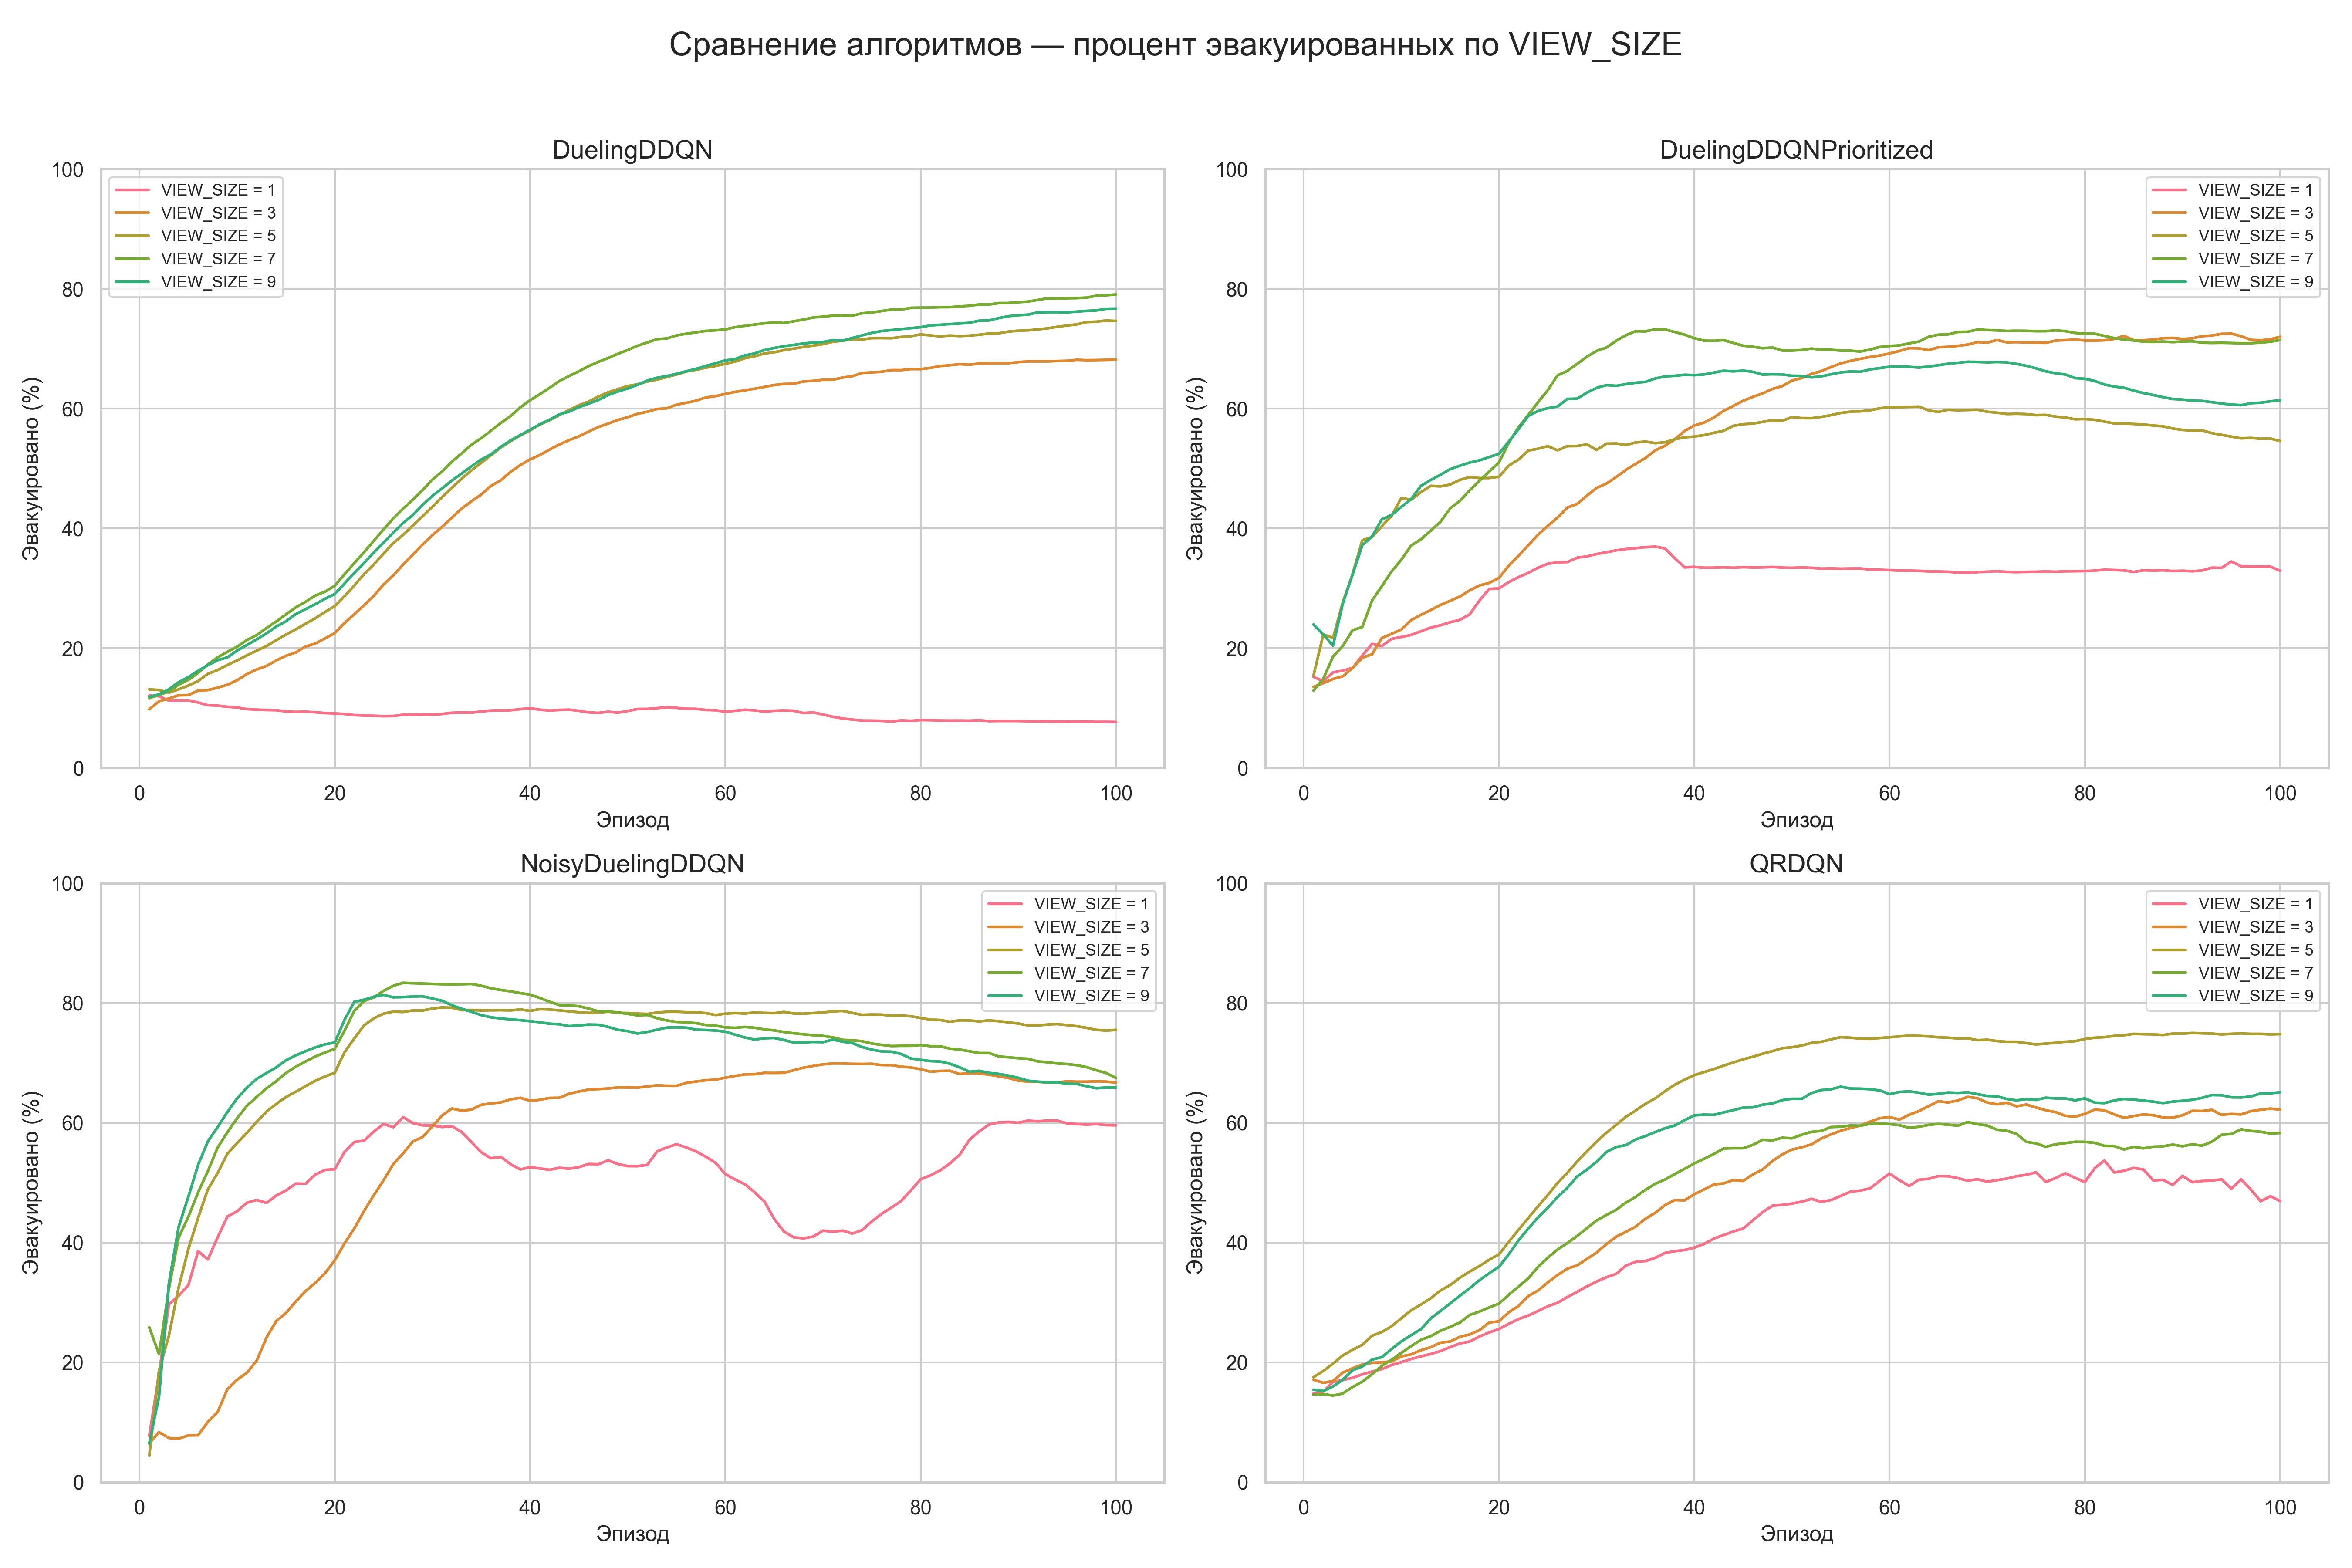 Сравнение алгоритмов — процент эвакуированных по VIEW_SIZE
DuelingDDQN
100
80
60
40
20
0
Эвакуировано (%)
VIEW_SIZE = 1
VIEW_SIZE = 3
VIEW_SIZE = 5
VIEW_SIZE = 7
VIEW_SIZE = 9
0 20 40 60 80 100
Эпизод
DuelingDDQNPrioritized
100
80
60
40
20
0
Эвакуировано (%)
VIEW_SIZE = 1
VIEW_SIZE = 3
VIEW_SIZE = 5
VIEW_SIZE = 7
VIEW_SIZE = 9
0 20 40 60 80 100
Эпизод
NoisyDuelingDDQN
100
80
60
40
20
0
Эвакуировано (%)
VIEW_SIZE = 1
VIEW_SIZE = 3
VIEW_SIZE = 5
VIEW_SIZE = 7
VIEW_SIZE = 9
0 20 40 60 80 100
Эпизод
QRDQN
100
80
60
40
20
0
Эвакуировано (%)
VIEW_SIZE = 1
VIEW_SIZE = 3
VIEW_SIZE = 5
VIEW_SIZE = 7
VIEW_SIZE = 9
0 20 40 60 80 100
Эпизод